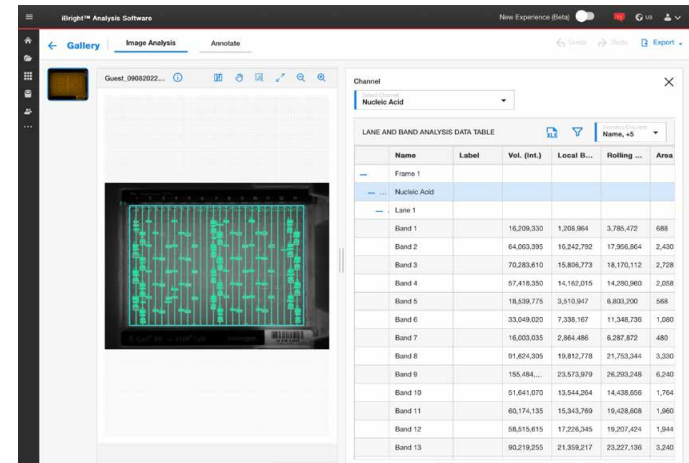 iBright™ Analysis Software
New Experience (Beta)
US
Gallery
Image Analysis
Annotate
Undo
Redo
Export
Guest_09082022...
Channel
Select Channel
Nucleic Acid
LANE AND BAND ANALYSIS DATA TABLE
XLS
Name, +5
Name Label Vol. (Int.) Local B... Rolling ... Area
Frame 1
... Nucleic Acid
. Lane 1
Band 1 16,209,330 1,208,964 3,785,472 688
Band 2 64,063,395 16,242,792 17,956,864 2,430
Band 3 70,283,610 15,806,773 18,170,112 2,728
Band 4 57,418,350 14,162,015 14,280,960 2,058
Band 5 18,539,775 3,510,947 6,803,200 568
Band 6 33,049,020 7,338,167 11,348,736 1,080
Band 7 16,003,035 2,864,486 6,287,872 480
Band 8 91,624,305 19,812,778 21,753,344 3,330
Band 9 155,484,... 23,573,979 26,293,248 6,240
Band 10 51,641,070 13,544,264 14,438,656 1,764
Band 11 60,174,135 15,343,769 19,428,608 1,960
Band 12 58,515,615 17,226,345 19,207,424 1,944
Band 13 90,219,255 21,359,217 23,227,136 3,240